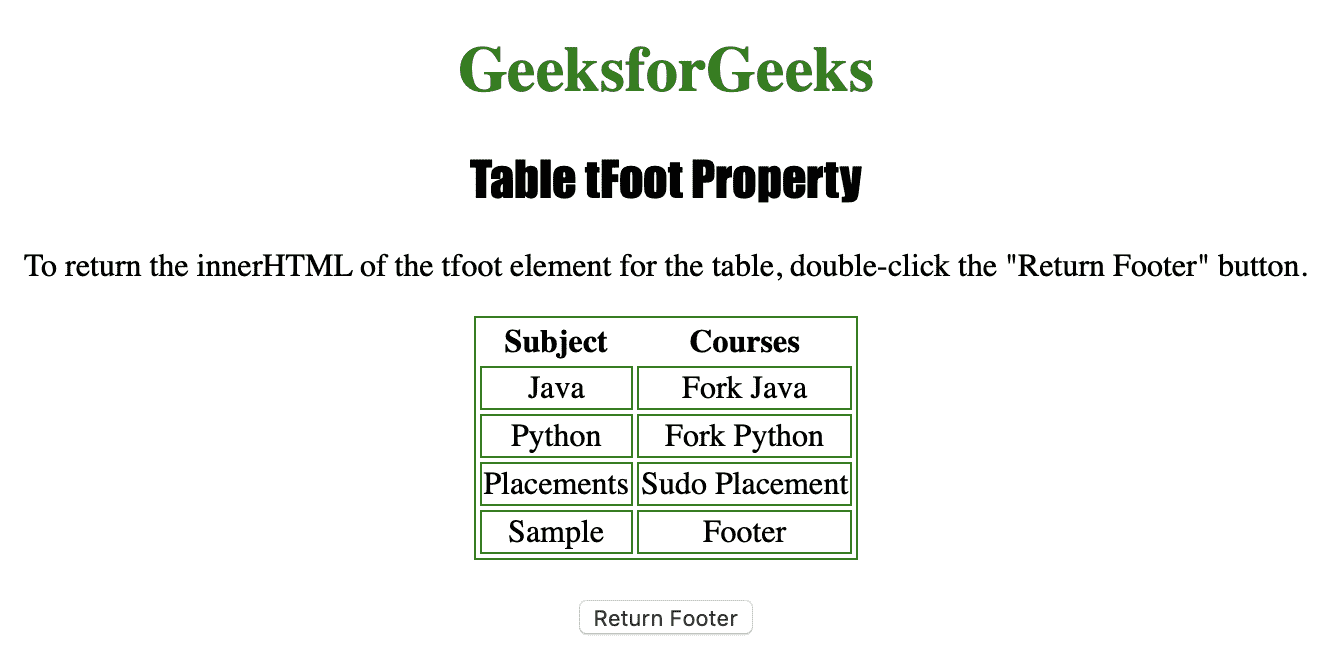 GeeksforGeeks
Table tFoot Property
To return the innerHTML of the tfoot element for the table, double-click the "Return Footer" button.
Subject Courses
Java Fork Java
Python Fork Python
Placements Sudo Placement
Sample Footer
Return Footer